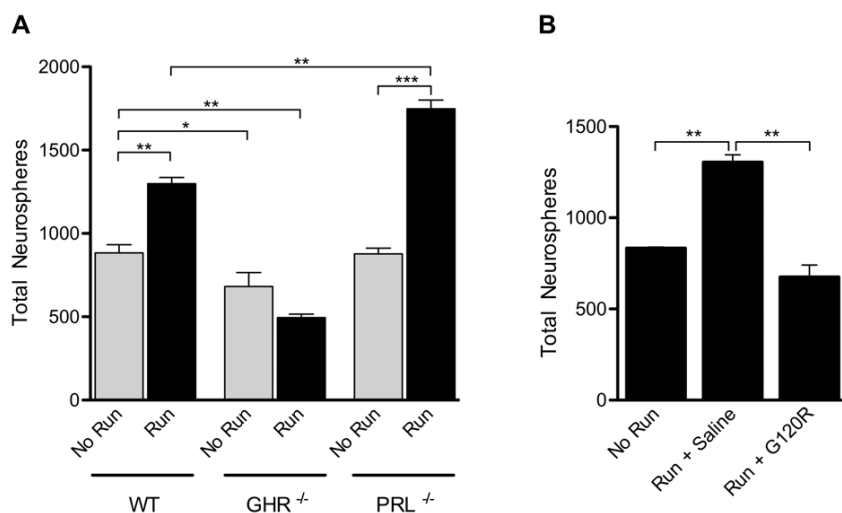 A
Total Neurospheres
2000
1500
1000
500
0
**
***
**
*
**
No Run
Run
No Run
Run
No Run
Run
WT
GHR -/-
PRL -/-
B
Total Neurospheres
1500
1000
500
0
**
**
No Run
Run + Saline
Run + G120R